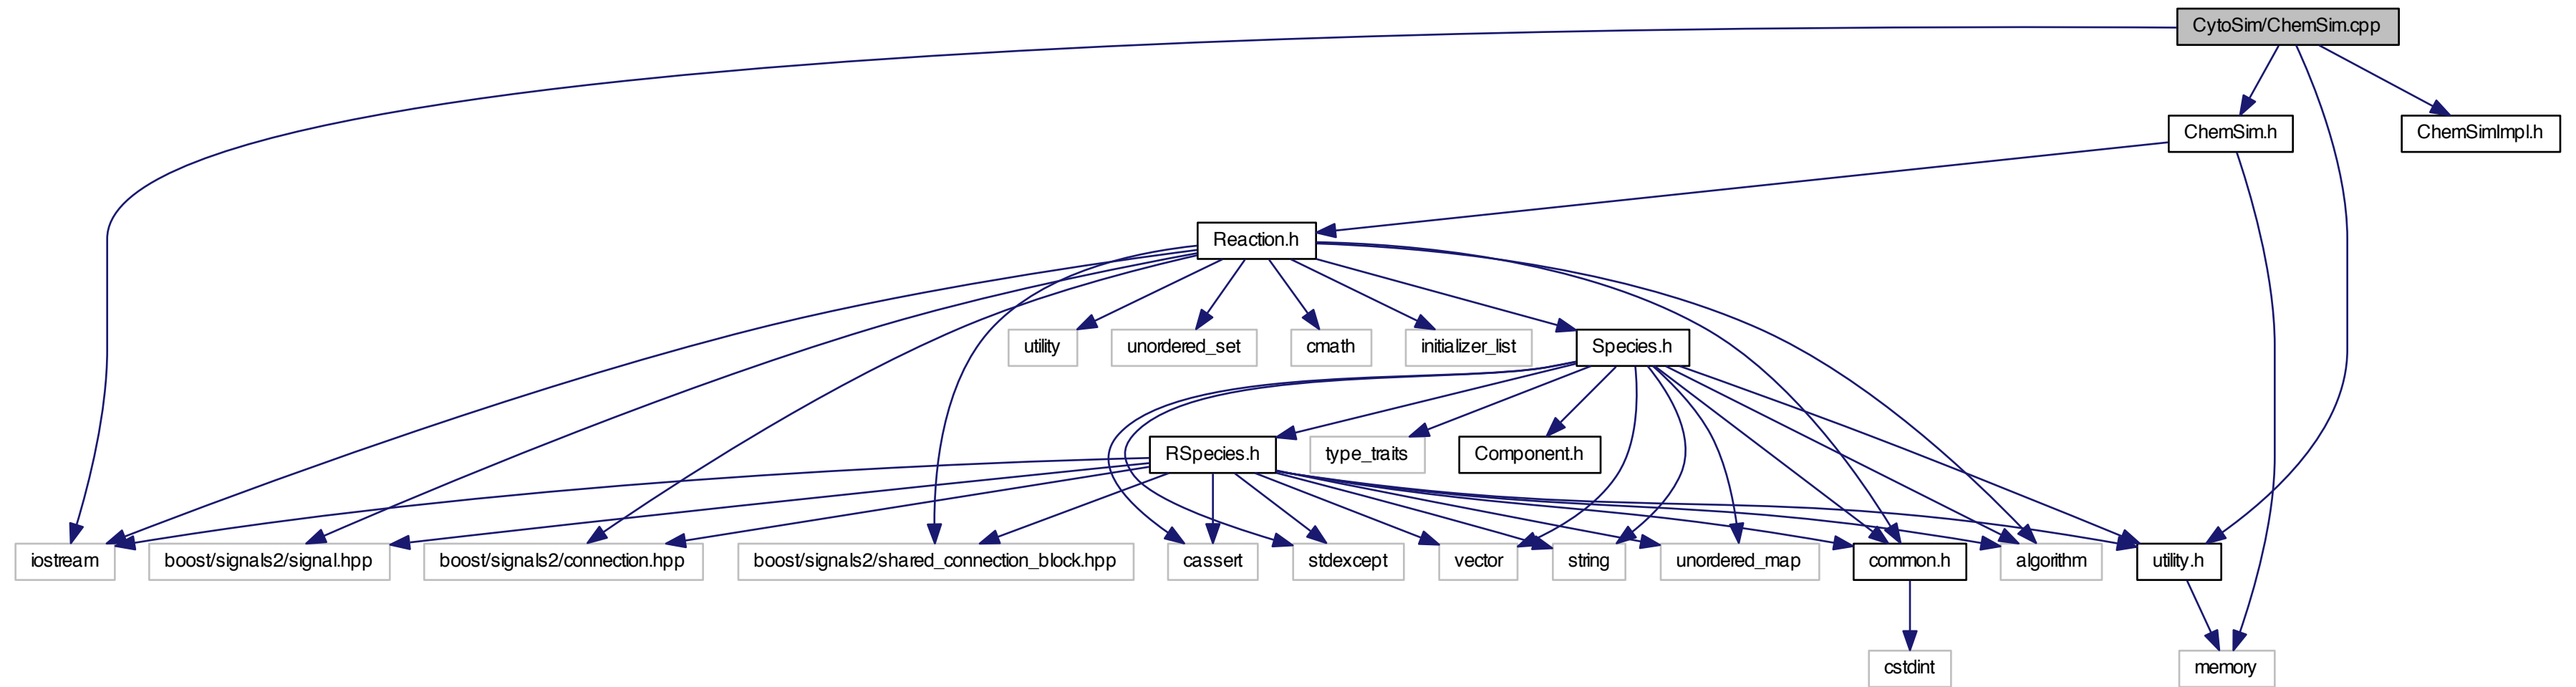 CytoSim/ChemSim.cpp
ChemSim.h
ChemSimImpl.h
Reaction.h
utility
unordered_set
cmath
initializer_list
Species.h
RSpecies.h
type_traits
Component.h
iostream
boost/signals2/signal.hpp
boost/signals2/connection.hpp
boost/signals2/shared_connection_block.hpp
cassert
stdexcept
vector
string
unordered_map
common.h
algorithm
utility.h
cstdint
memory